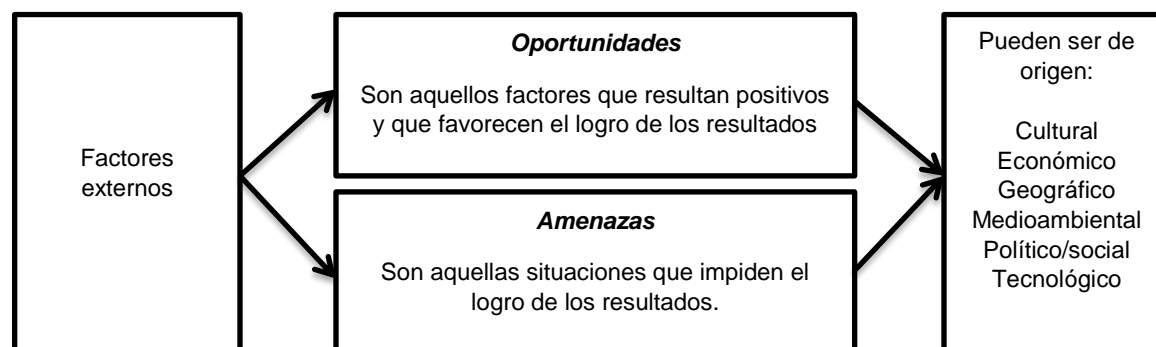 Factores
externos
Oportunidades
Son aquellos factores que resultan positivos
y que favorecen el logro de los resultados
Amenazas
Son aquellas situaciones que impiden el
logro de los resultados.
Pueden ser de
origen:
Cultural
Económico
Geográfico
Medioambiental
Político/social
Tecnológico